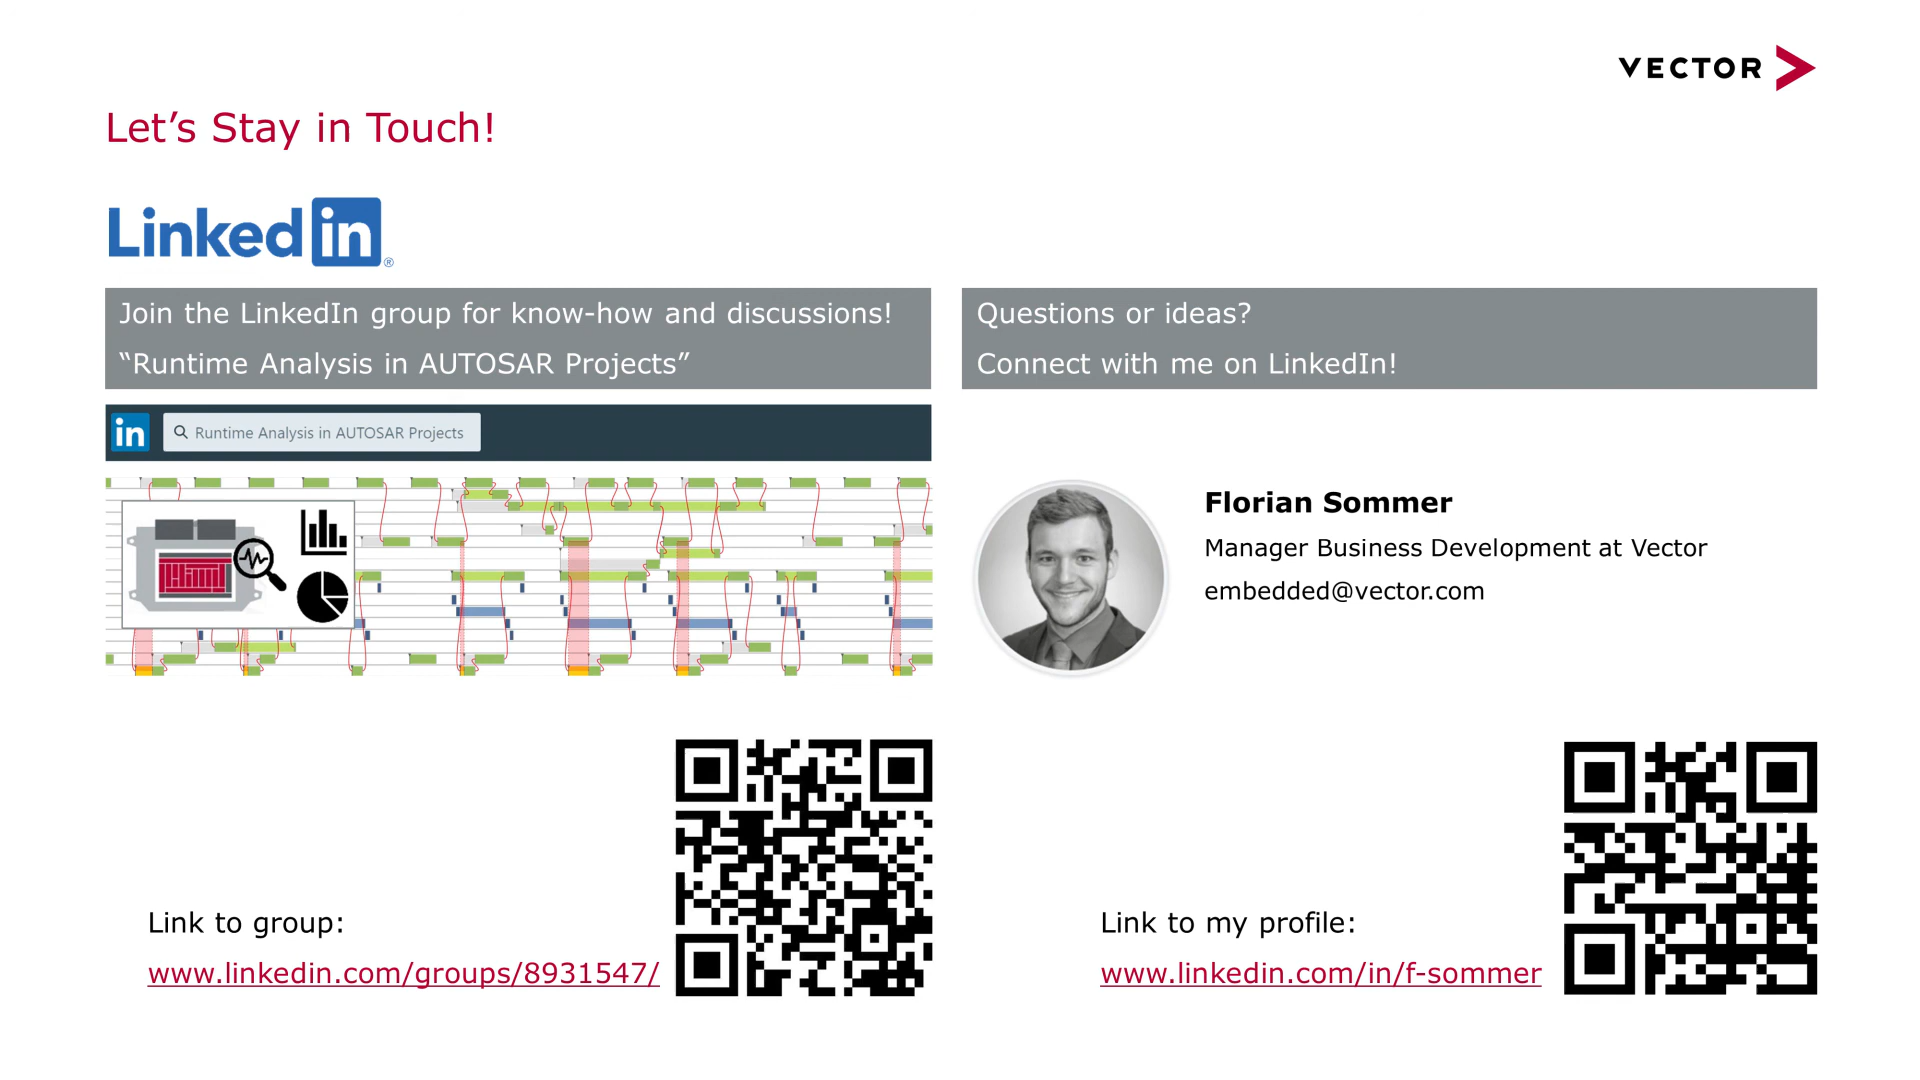 VECTOR
Let’s Stay in Touch!
Linked in®
Join the LinkedIn group for know-how and discussions!
“Runtime Analysis in AUTOSAR Projects”
in
Runtime Analysis in AUTOSAR Projects
Link to group:
www.linkedin.com/groups/8931547/
Questions or ideas?
Connect with me on LinkedIn!
Florian Sommer
Manager Business Development at Vector
embedded@vector.com
Link to my profile:
www.linkedin.com/in/f-sommer